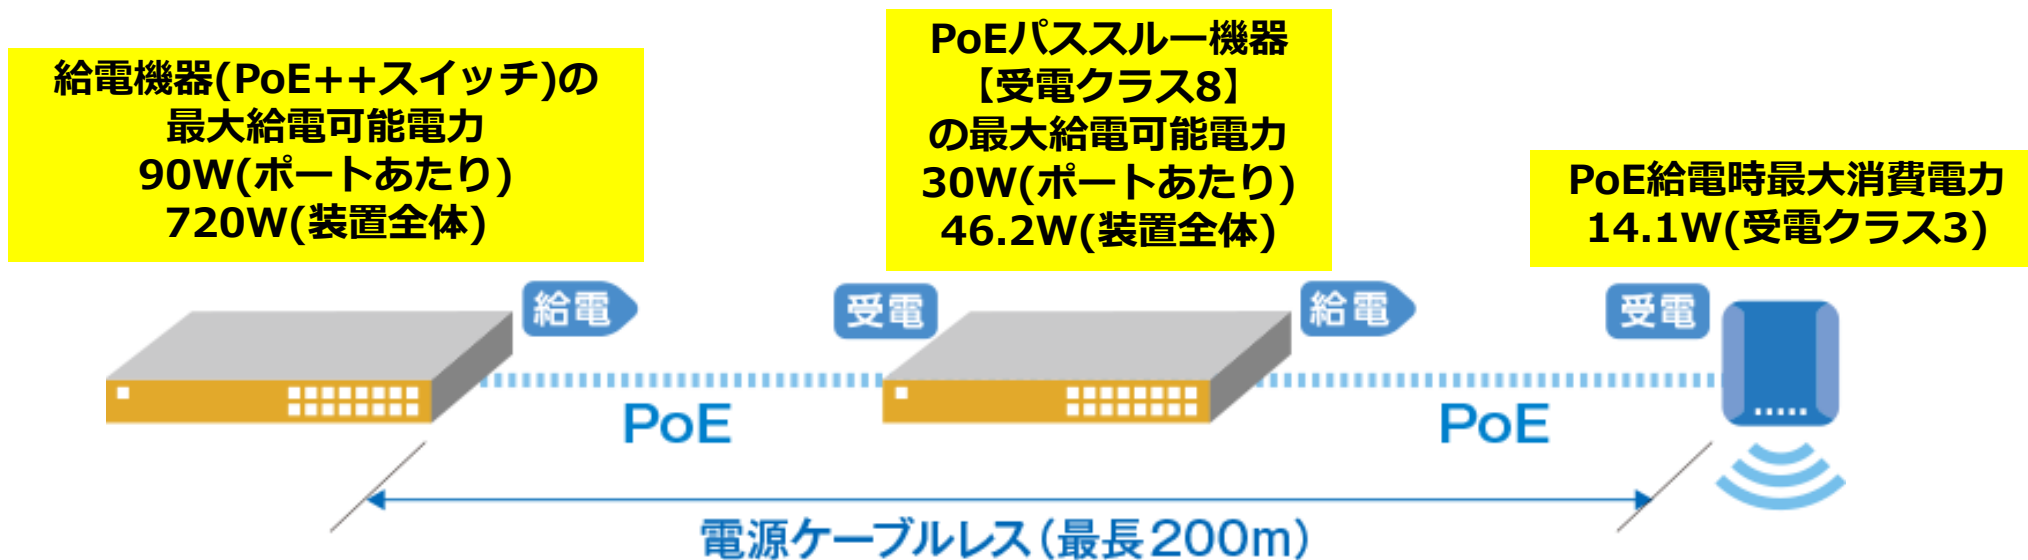 給電機器(PoE++スイッチ)の
最大給電可能電力
90W(ポートあたり)
720W(装置全体)
PoEパススルー機器
【受電クラス8】
の最大給電可能電力
30W(ポートあたり)
46.2W(装置全体)
PoE給電時最大消費電力
14.1W(受電クラス3)
給電
受電
給電
受電
PoE
PoE
電源ケーブルレス(最長200m)